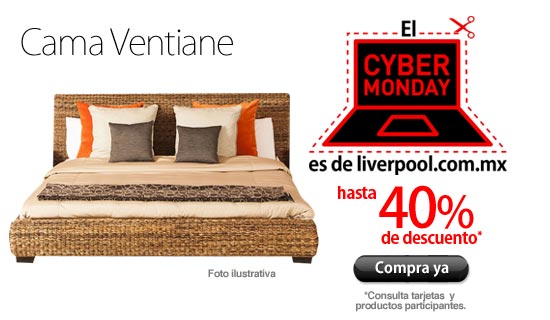 Cama Ventiane
Foto ilustrativa
El
CYBER
MONDAY
es de liverpool.com.mx
hasta 40%
de descuento*
Compra ya
*Consulta tarjetas y
productos participantes.